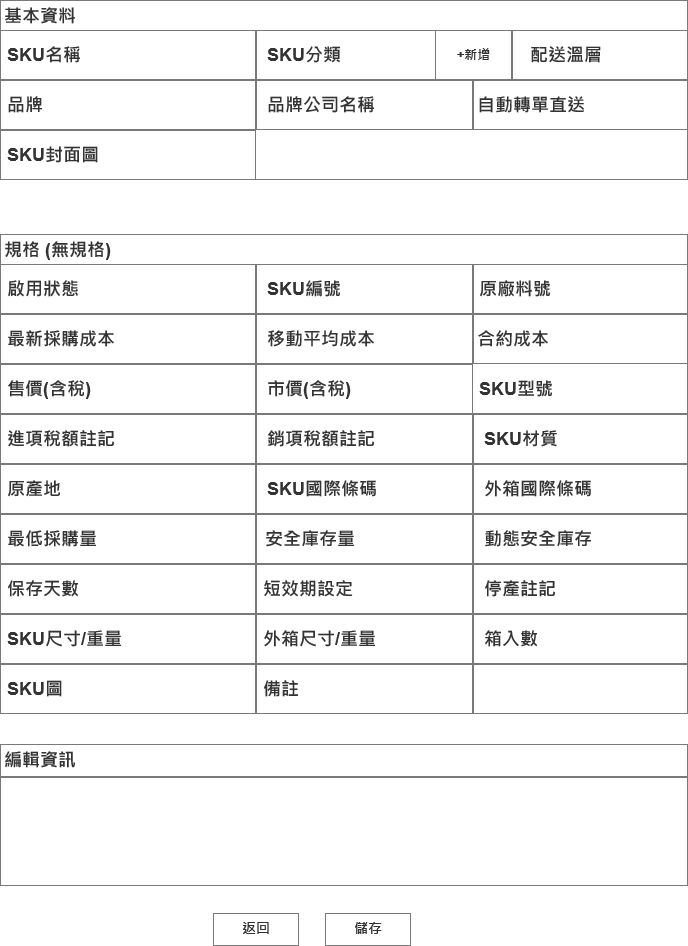 基本資料
SKU名稱 SKU分類 +新增 配送溫層
品牌 品牌公司名稱 自動轉單直送
SKU封面圖
規格 (無規格)
啟用狀態 SKU編號 原廠料號
最新採購成本 移動平均成本 合約成本
售價(含稅) 市價(含稅) SKU型號
進項稅額註記 銷項稅額註記 SKU材質
原產地 SKU國際條碼 外箱國際條碼
最低採購量 安全庫存量 動態安全庫存
保存天數 短效期設定 停產註記
SKU尺寸/重量 外箱尺寸/重量 箱入數
SKU圖 備註
編輯資訊
返回 儲存